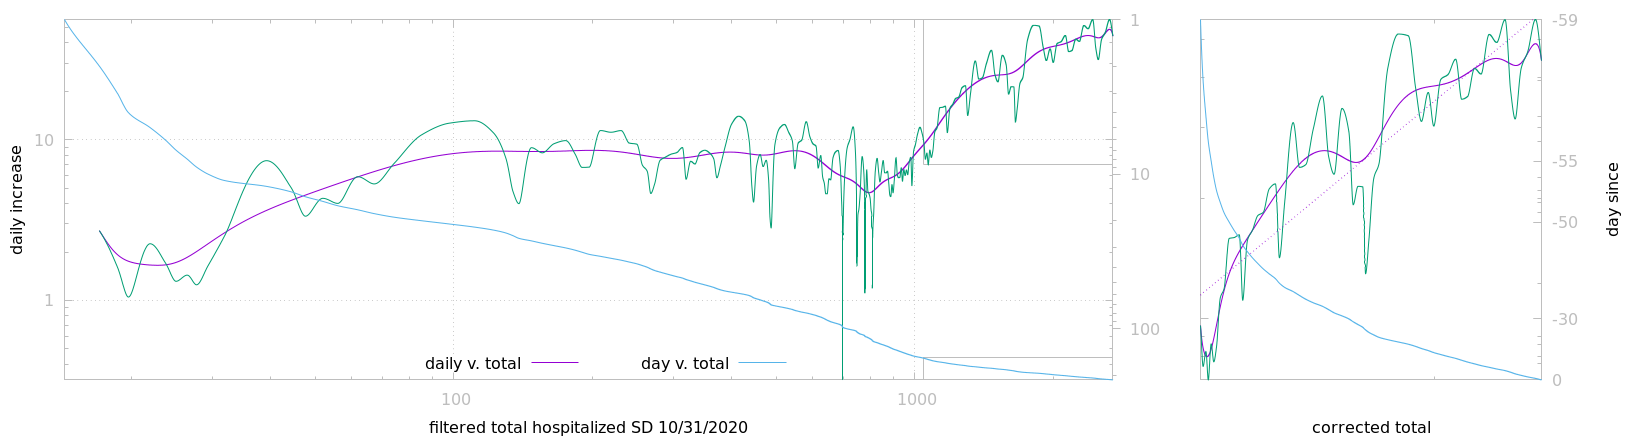 daily increase
10
1
daily v. total
day v. total
100
1000
filtered total hospitalized SD 10/31/2020
1
10
100
-59
-55
-50
-30
0
day since
corrected total